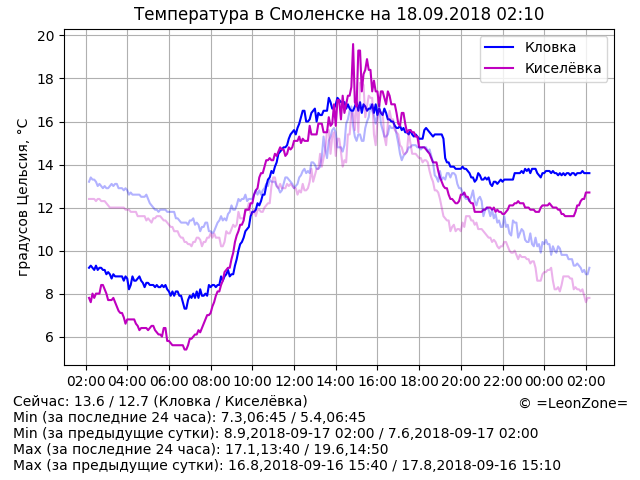 Температура в Смоленске на 18.09.2018 02:10
Кловка
Киселёвка
градусов Цельсия, °C
20
18
16
14
12
10
8
6
02:00 04:00 06:00 08:00 10:00 12:00 14:00 16:00 18:00 20:00 22:00 00:00 02:00
Сейчас: 13.6 / 12.7 (Кловка / Киселёвка)
© =LeonZone=
Min (за последние 24 часа): 7.3,06:45 / 5.4,06:45
Min (за предыдущие сутки): 8.9,2018-09-17 02:00 / 7.6,2018-09-17 02:00
Max (за последние 24 часа): 17.1,13:40 / 19.6,14:50
Max (за предыдущие сутки): 16.8,2018-09-16 15:40 / 17.8,2018-09-16 15:10